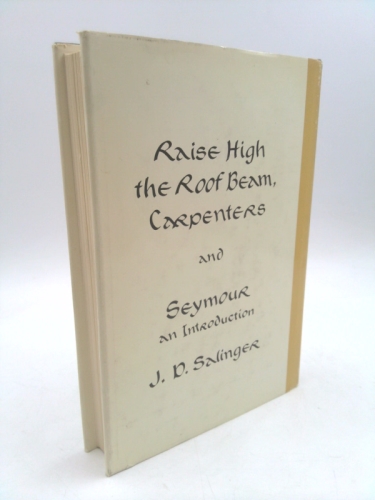 Raise High
the Roof Beam,
Carpenters
and
Seymour
an Introduction
J. D. Salinger